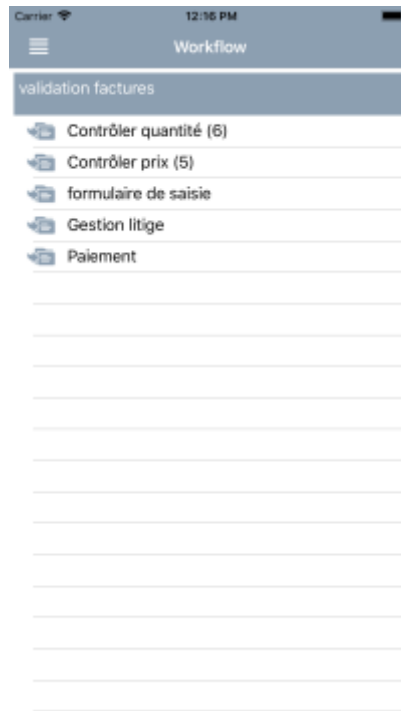 Carrier 12:16 PM
Workflow
validation factures
Contrôler quantité (6)
Contrôler prix (5)
formulaire de saisie
Gestion litige
Paiement